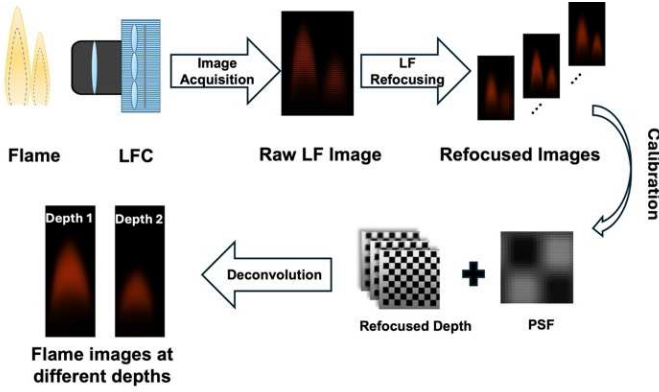 Image
Acquisition
LF
Refocusing
Flame
LFC
Raw LF Image
Refocused Images
Calibration
Depth 1
Depth 2
Deconvolution
Refocused Depth
PSF
Flame images at
different depths